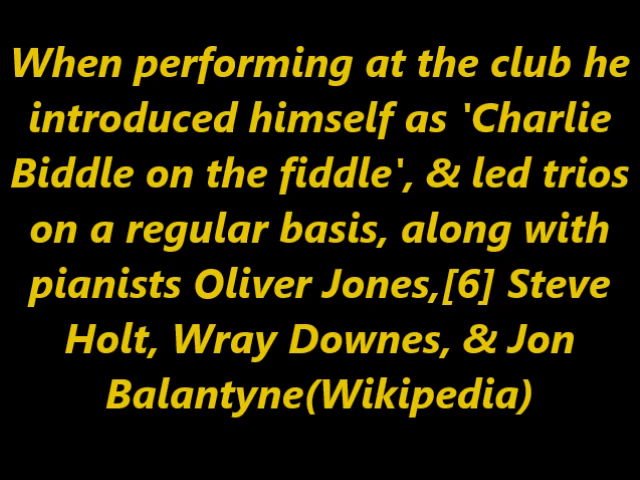 When performing at the club he
introduced himself as 'Charlie
Biddle on the fiddle', & led trios
on a regular basis, along with
pianists Oliver Jones,[6] Steve
Holt, Wray Downes, & Jon
Balantyne(Wikipedia)